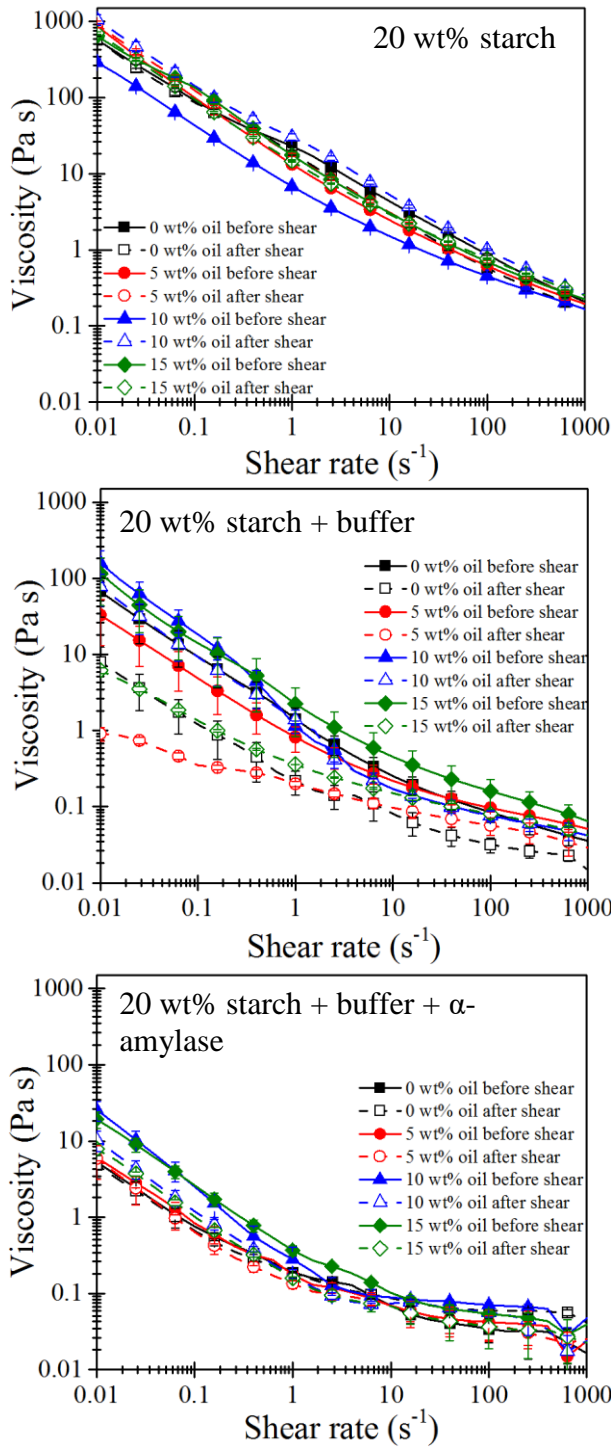 20 wt% starch
1000
100
10
1
0.1
0.01
Viscosity (Pa s)
0 wt% oil before shear
0 wt% oil after shear
5 wt% oil before shear
5 wt% oil after shear
10 wt% oil before shear
10 wt% oil after shear
15 wt% oil before shear
15 wt% oil after shear
0.01 0.1 1 10 100 1000
Shear rate (s⁻¹)
20 wt% starch + buffer
1000
100
10
1
0.1
0.01
Viscosity (Pa s)
0 wt% oil before shear
0 wt% oil after shear
5 wt% oil before shear
5 wt% oil after shear
10 wt% oil before shear
10 wt% oil after shear
15 wt% oil before shear
15 wt% oil after shear
0.01 0.1 1 10 100 1000
Shear rate (s⁻¹)
20 wt% starch + buffer + α-
amylase
1000
100
10
1
0.1
0.01
Viscosity (Pa s)
0 wt% oil before shear
0 wt% oil after shear
5 wt% oil before shear
5 wt% oil after shear
10 wt% oil before shear
10 wt% oil after shear
15 wt% oil before shear
15 wt% oil after shear
0.01 0.1 1 10 100 1000
Shear rate (s⁻¹)